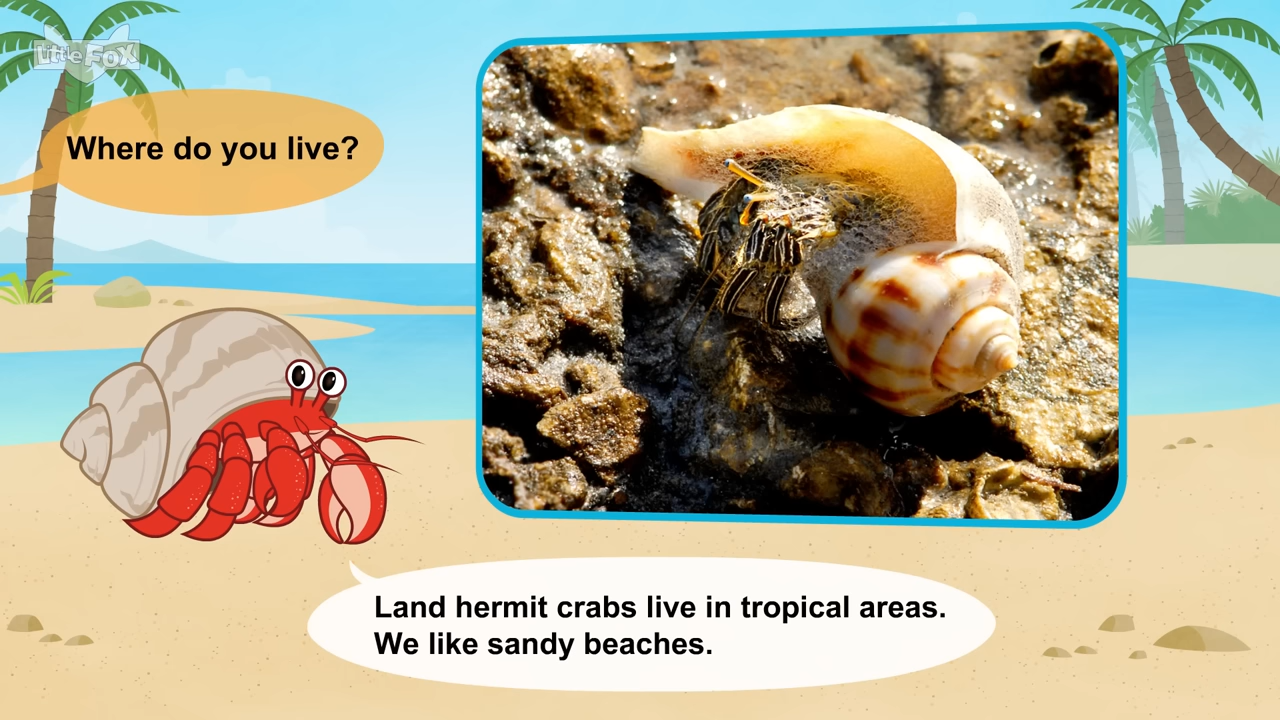 Little Fox
Where do you live?
Land hermit crabs live in tropical areas.
We like sandy beaches.